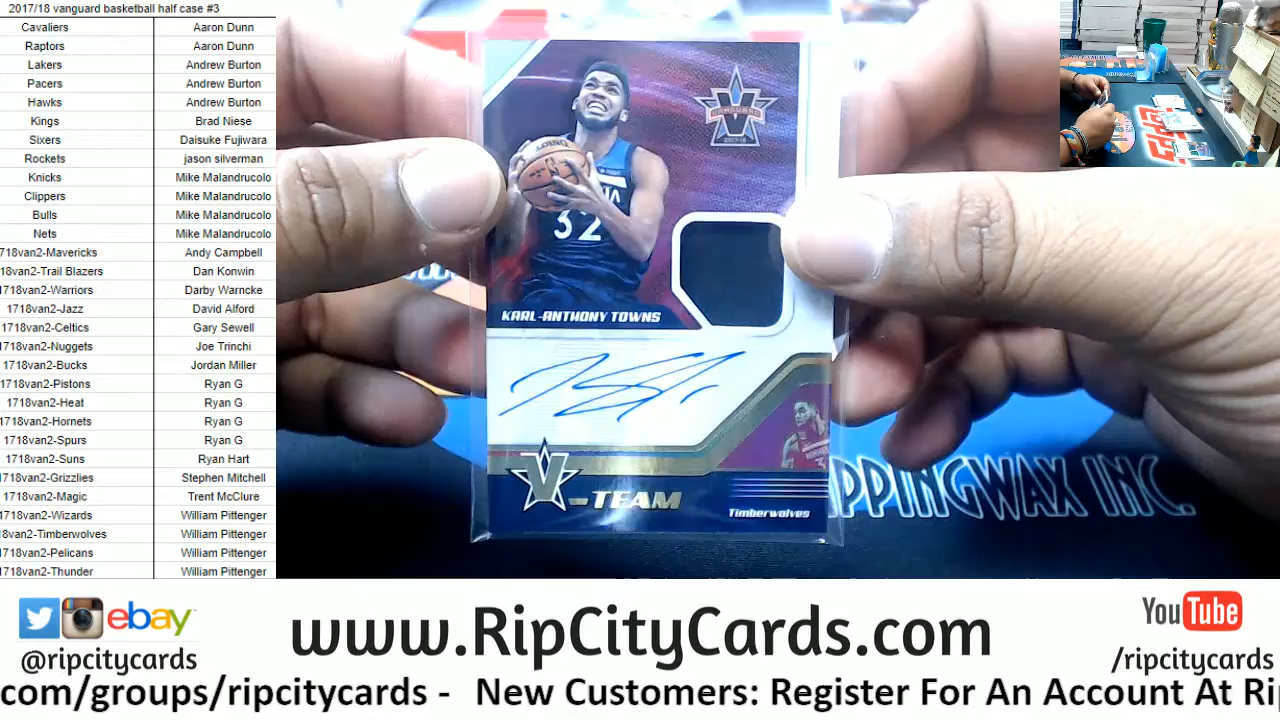 2017/18 vanguard basketball half case #3
Cavaliers Aaron Dunn
Raptors Aaron Dunn
Lakers Andrew Burton
Pacers Andrew Burton
Hawks Andrew Burton
Kings Brad Niese
Sixers Daisuke Fujiwara
Rockets jason silverman
Knicks Mike Malandrucolo
Clippers Mike Malandrucolo
Bulls Mike Malandrucolo
Nets Mike Malandrucolo
1718van2-Mavericks Andy Campbell
18van2-Trail Blazers Dan Konwin
1718van2-Warriors Darby Warncke
1718van2-Jazz David Alford
1718van2-Celtics Gary Sewell
1718van2-Nuggets Joe Trinchi
1718van2-Bucks Jordan Miller
1718van2-Pistons Ryan G
1718van2-Heat Ryan G
1718van2-Hornets Ryan G
1718van2-Spurs Ryan G
1718van2-Suns Ryan Hart
1718van2-Grizzlies Stephen Mitchell
1718van2-Magic Trent McClure
1718van2-Wizards William Pittenger
18van2-Timberwolves William Pittenger
1718van2-Pelicans William Pittenger
1718van2-Thunder William Pittenger
VANGUARD
V
2017-18
32
KARL-ANTHONY TOWNS
V-TEAM
Timberwolves
PPINGWAX INC.
ebay
@ripcitycards
www.RipCityCards.com
YouTube
/ripcitycards
com/groups/ripcitycards - New Customers: Register For An Account At Rip